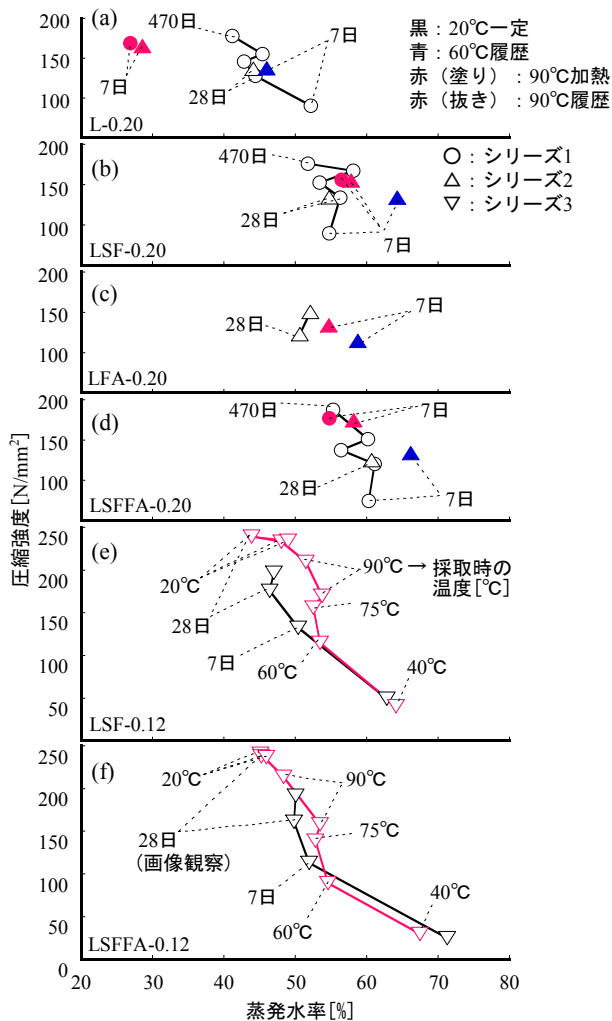 (a)
470日
7日
7日
28日
L-0.20
黒：20℃一定
青：60℃履歴
赤（塗り）：90℃加熱
赤（抜き）：90℃履歴
200
150
100
50
(b)
470日
28日
7日
LSF-0.20
○：シリーズ1
△：シリーズ2
▽：シリーズ3
200
150
100
50
(c)
28日
7日
LFA-0.20
150
100
(d)
470日
7日
28日
7日
LSFFA-0.20
200
150
100
50
(e)
20℃
28日
7日
60℃
90℃ → 採取時の
温度[℃]
75℃
40℃
LSF-0.12
250
200
150
100
50
(f)
20℃
28日
(画像観察)
7日
60℃
90℃
75℃
40℃
LSFFA-0.12
250
200
150
100
50
0
圧縮強度[N/mm²]
20 30 40 50 60 70 80
蒸発水率[%]